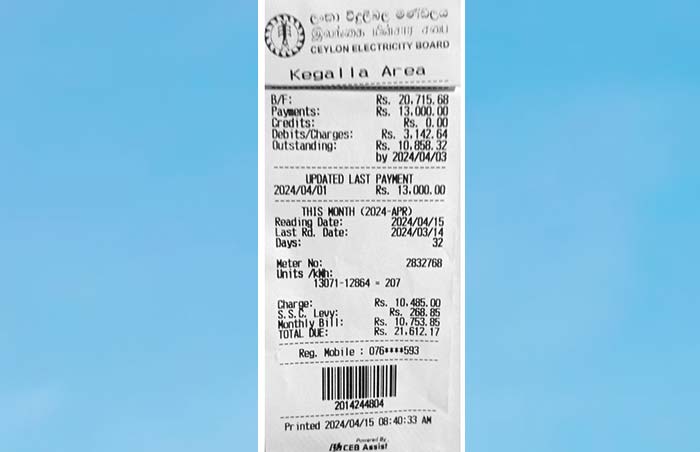 ලංකා විදුලිබල මණ්ඩලය
இலங்கை மின்சார சபை
CEYLON ELECTRICITY BOARD
Kegalla Area
B/F: Rs. 20,715.68
Payments: Rs. 13,000.00
Credits: Rs. 0.00
Debits/Charges: Rs. 3,142.64
Outstanding: Rs. 10,858.32
by 2024/04/03
UPDATED LAST PAYMENT
2024/04/01 Rs. 13,000.00
THIS MONTH (2024-APR)
Reading Date: 2024/04/15
Last Rd. Date: 2024/03/14
Days: 32
Meter No: 2832768
Units /kWh:
13071-12864 = 207
Charge: Rs. 10,485.00
S.S.C. Levy: Rs. 268.85
Monthly Bill: Rs. 10,753.85
TOTAL DUE: Rs. 21,612.17
Reg. Mobile : 076****593
2014244804
Printed 2024/04/15 08:40:33 AM
Powered By
CEB Assist